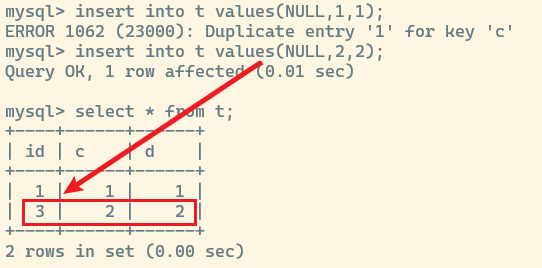 mysql> insert into t values(NULL,1,1);
ERROR 1062 (23000): Duplicate entry '1' for key 'c'
mysql> insert into t values(NULL,2,2);
Query OK, 1 row affected (0.01 sec)
mysql> select * from t;
+----+------+------+
| id | c    | d    |
+----+------+------+
|  1 |    1 |    1 |
|  3 |    2 |    2 |
+----+------+------+
2 rows in set (0.00 sec)